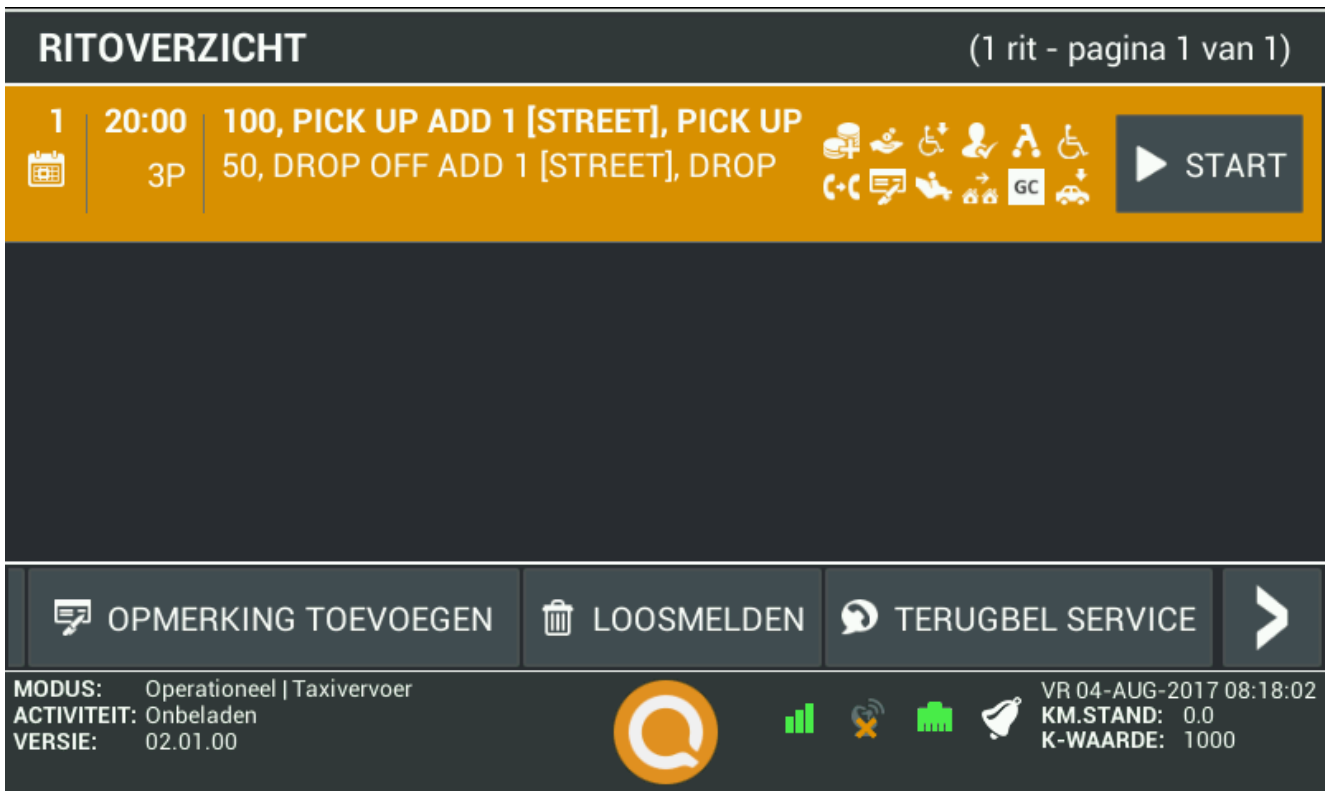 RITOVERZICHT (1 rit - pagina 1 van 1)
1 20:00 100, PICK UP ADD 1 [STREET], PICK UP
3P 50, DROP OFF ADD 1 [STREET], DROP
GC
START
OPMERKING TOEVOEGEN LOOSMELDEN TERUGBEL SERVICE
MODUS: Operationeel | Taxivervoer
ACTIVITEIT: Onbeladen
VERSIE: 02.01.00
VR 04-AUG-2017 08:18:02
KM.STAND: 0.0
K-WAARDE: 1000